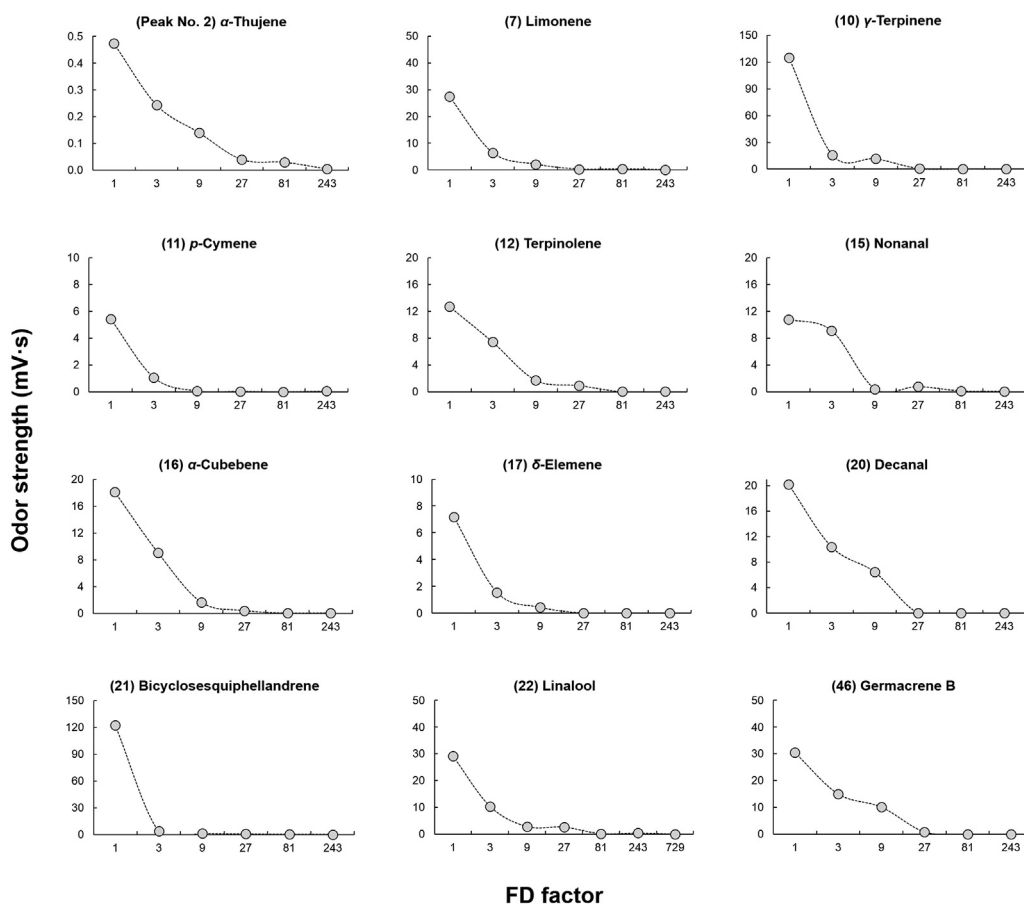 (Peak No. 2) α-Thujene
0.5
0.4
0.3
0.2
0.1
0.0
1 3 9 27 81 243
(7) Limonene
50
40
30
20
10
0
1 3 9 27 81 243
(10) γ-Terpinene
150
120
90
60
30
0
1 3 9 27 81 243
(11) p-Cymene
10
8
6
4
2
0
1 3 9 27 81 243
(12) Terpinolene
20
16
12
8
4
0
1 3 9 27 81 243
(15) Nonanal
20
16
12
8
4
0
1 3 9 27 81 243
Odor strength (mV·s)
(16) α-Cubebene
20
16
12
8
4
0
1 3 9 27 81 243
(17) δ-Elemene
10
8
6
4
2
0
1 3 9 27 81 243
(20) Decanal
20
16
12
8
4
0
1 3 9 27 81 243
(21) Bicyclosesquiphellandrene
150
120
90
60
30
0
1 3 9 27 81 243
(22) Linalool
50
40
30
20
10
0
1 3 9 27 81 243 729
(46) Germacrene B
50
40
30
20
10
0
1 3 9 27 81 243
FD factor